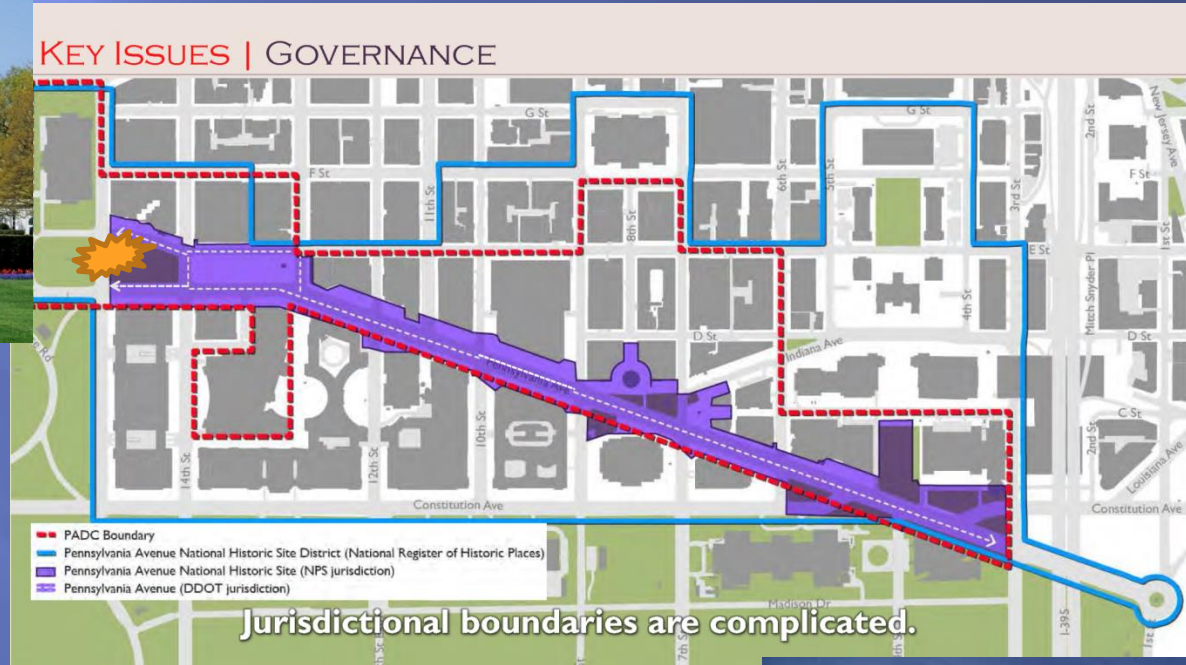 KEY ISSUES | GOVERNANCE
G St
G St
2nd St
New Jersey Ave
F St
F St
11th St
8th St
6th St
5th St
3rd St
1st St
E St
4th St
Mitch Snyder Pl
D St
D St
Indiana Ave
Pennsylvania Ave
C St
10th St
2nd St
14th St
12th St
Louisiana Ave
Constitution Ave
Constitution Ave
PADC Boundary
Pennsylvania Avenue National Historic Site District (National Register of Historic Places)
Pennsylvania Avenue National Historic Site (NPS jurisdiction)
Pennsylvania Avenue (DDOT jurisdiction)
Madison Dr
Jurisdictional boundaries are complicated.
7th St
I-395
1st St